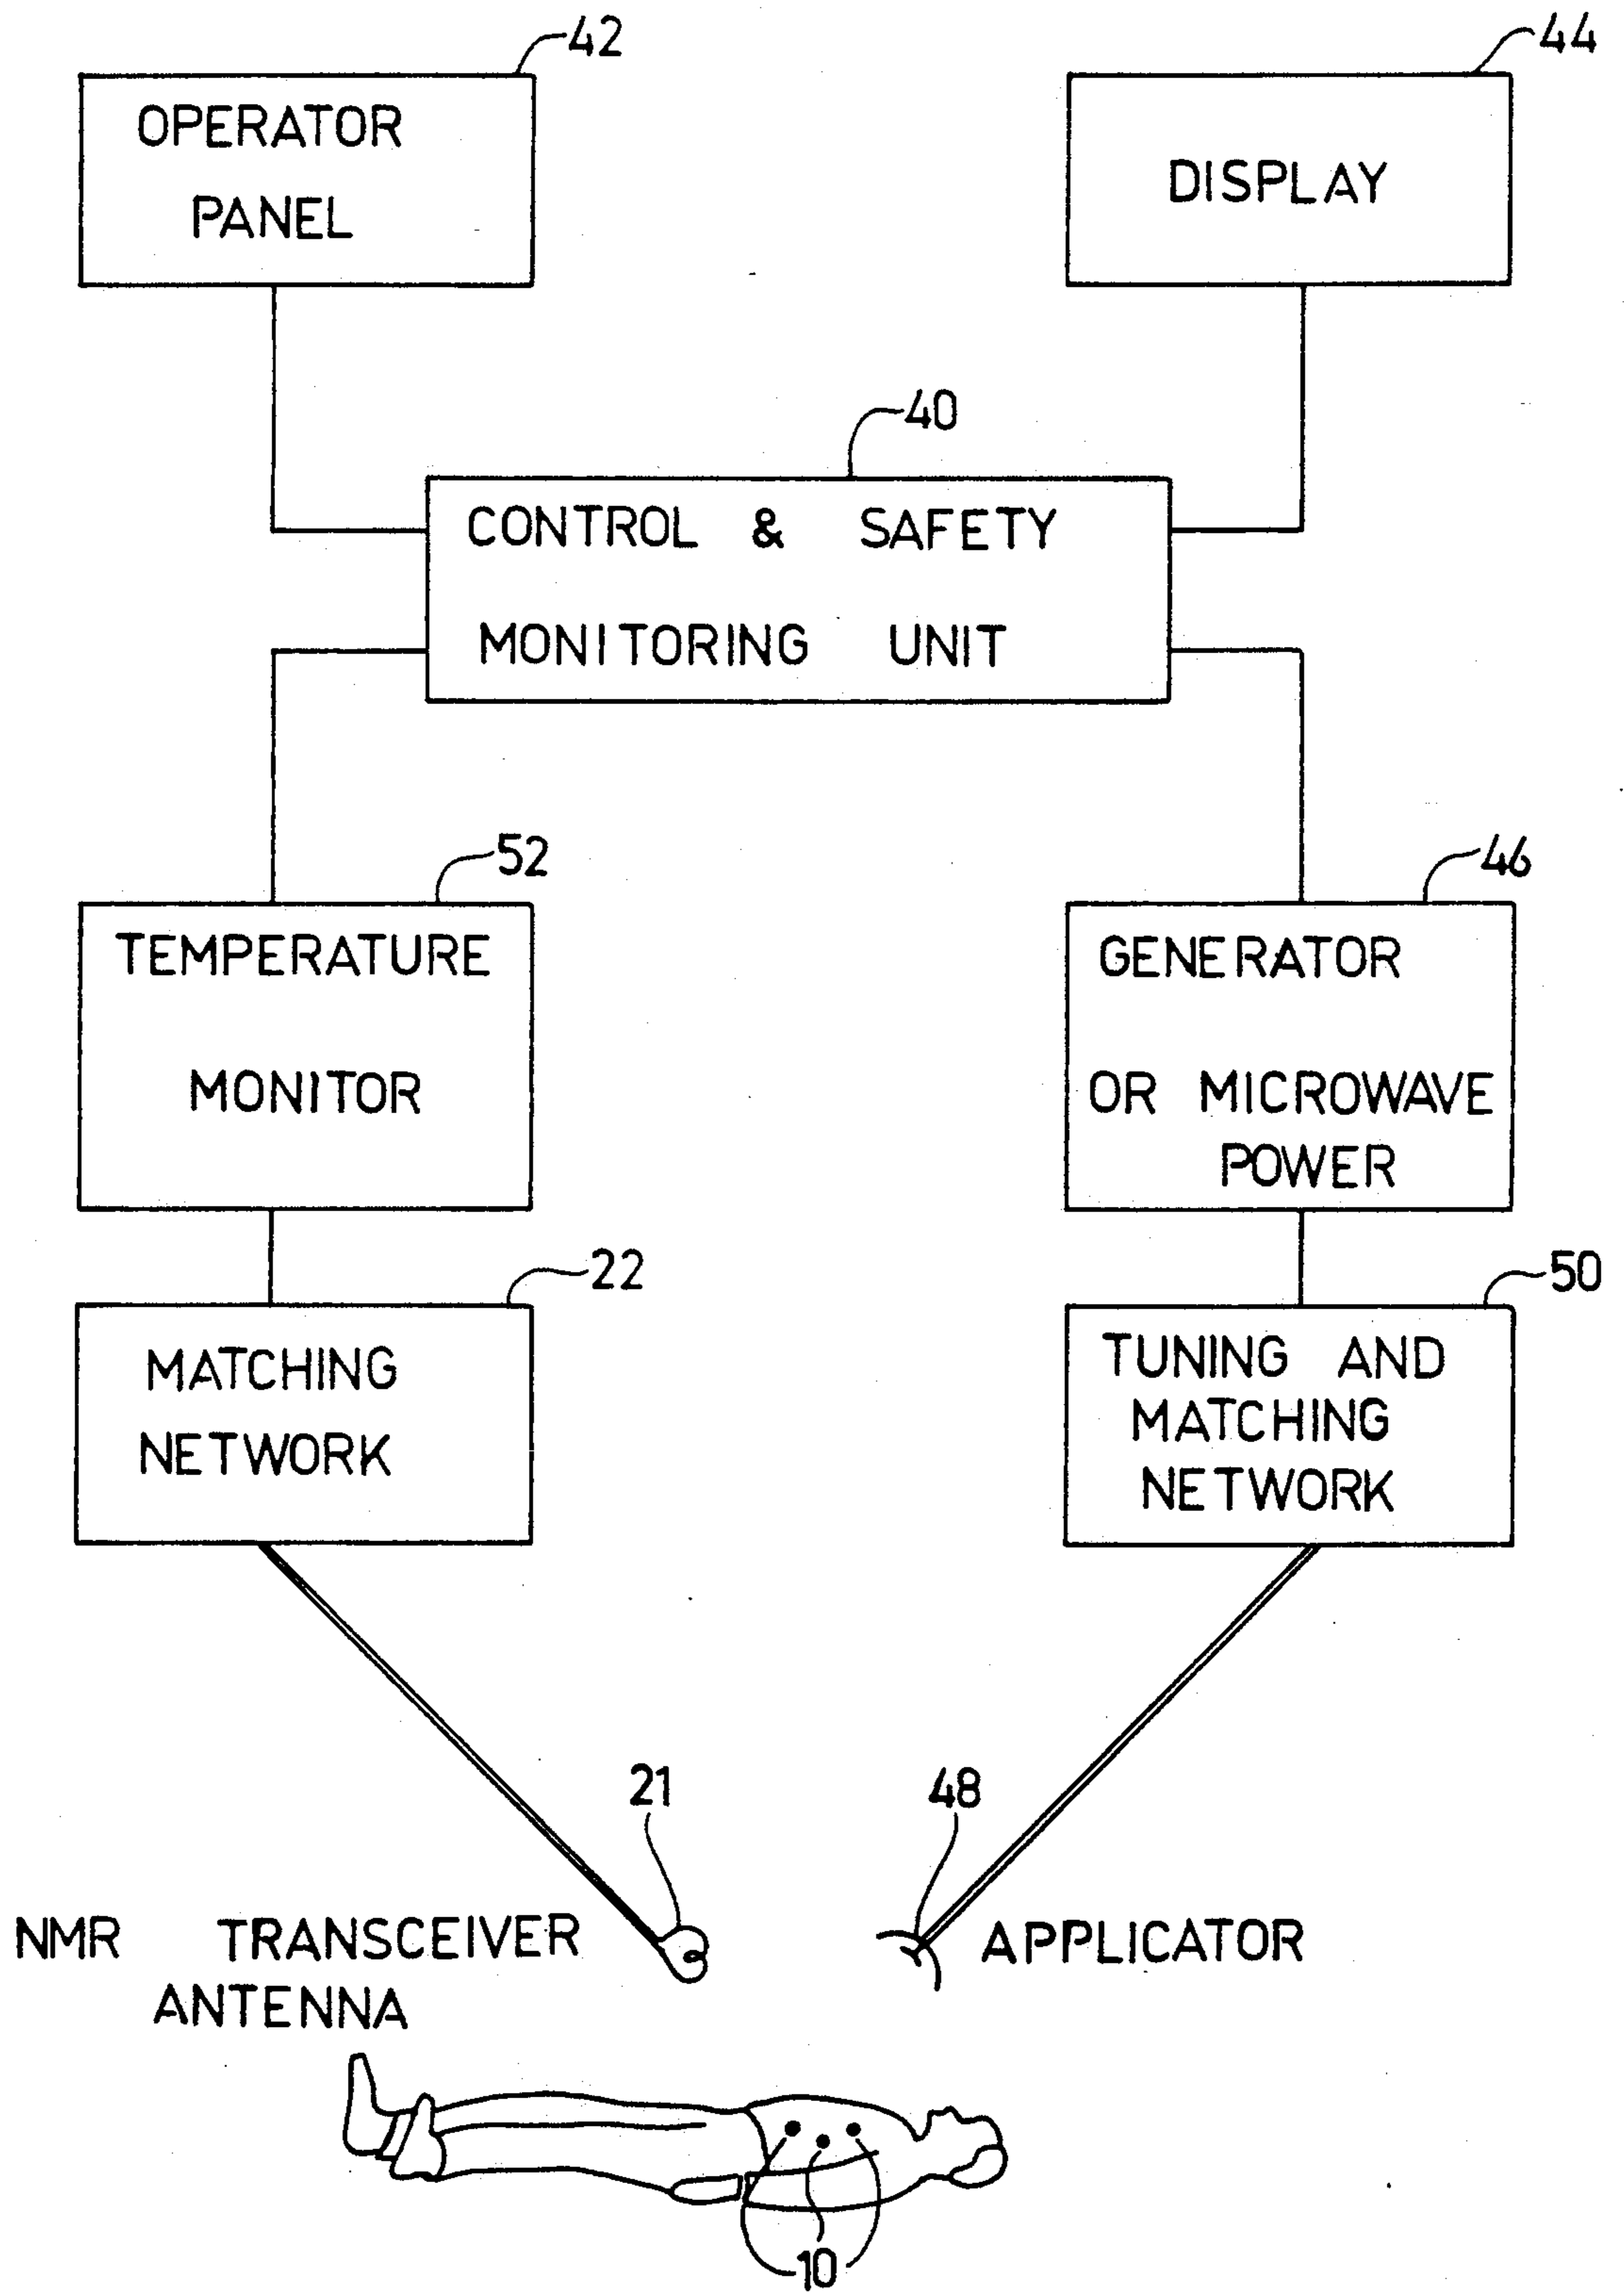 42
44
OPERATOR
PANEL
DISPLAY
40
CONTROL & SAFETY
MONITORING UNIT
52
46
TEMPERATURE
MONITOR
GENERATOR
OR MICROWAVE
POWER
22
50
MATCHING
NETWORK
TUNING AND
MATCHING
NETWORK
21
48
NMR TRANSCEIVER
ANTENNA
APPLICATOR
10